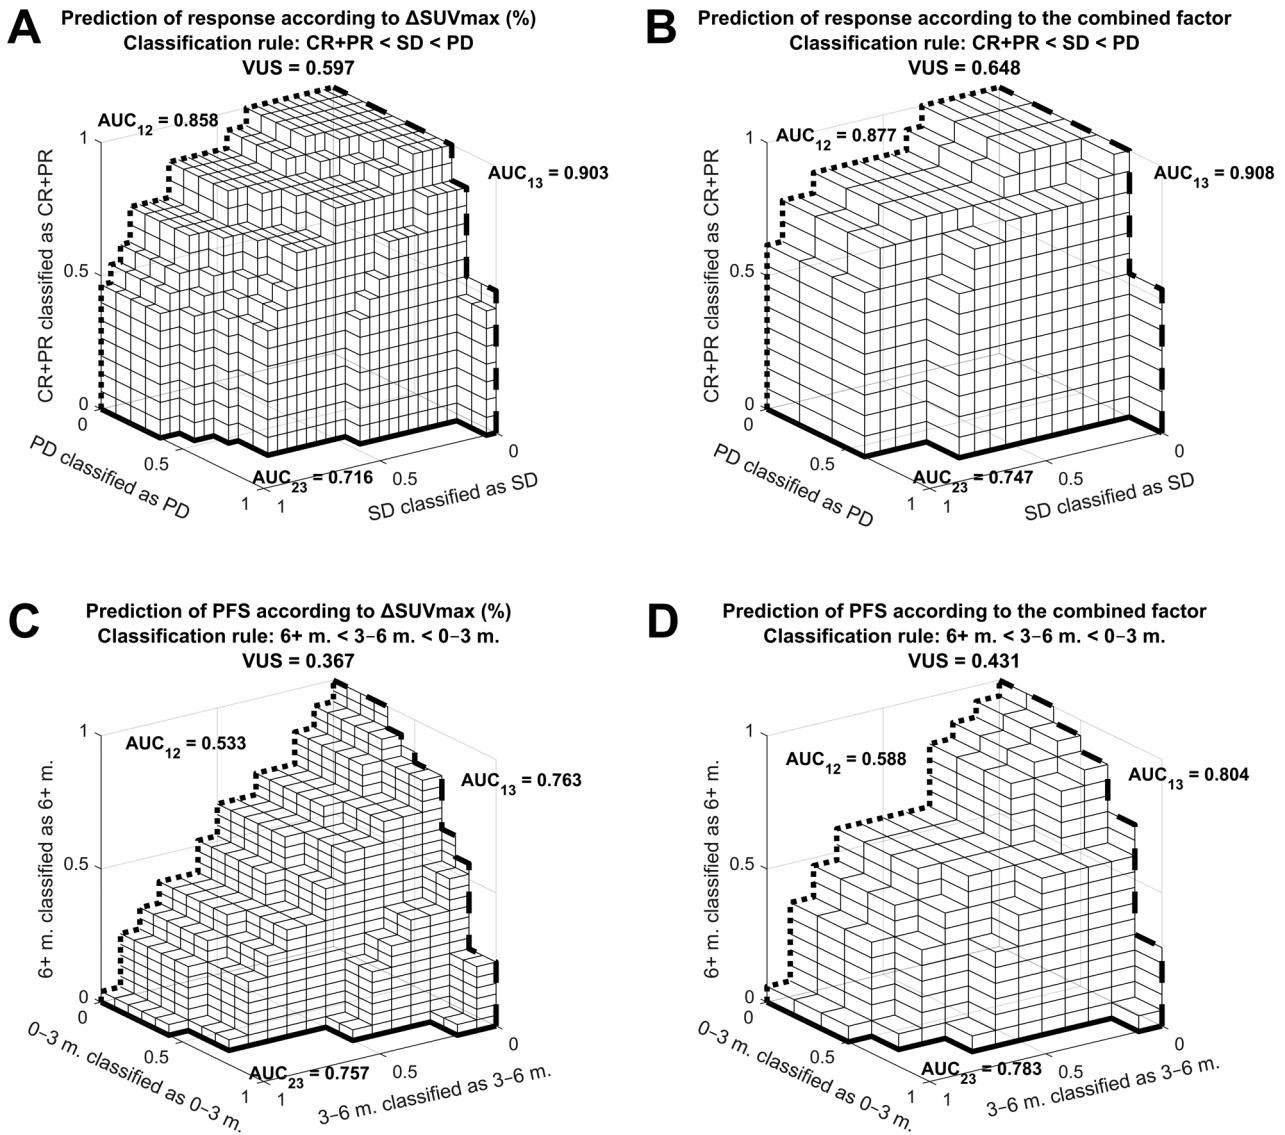 A
Prediction of response according to ΔSUVmax (%)
Classification rule: CR+PR < SD < PD
VUS = 0.597
AUC12 = 0.858
AUC13 = 0.903
AUC23 = 0.716
CR+PR classified as CR+PR
1
0.5
0
PD classified as PD
0
0.5
1
SD classified as SD
1
0.5
0
B
Prediction of response according to the combined factor
Classification rule: CR+PR < SD < PD
VUS = 0.648
AUC12 = 0.877
AUC13 = 0.908
AUC23 = 0.747
CR+PR classified as CR+PR
1
0.5
0
PD classified as PD
0
0.5
1
SD classified as SD
1
0.5
0
C
Prediction of PFS according to ΔSUVmax (%)
Classification rule: 6+ m. < 3–6 m. < 0–3 m.
VUS = 0.367
AUC12 = 0.533
AUC13 = 0.763
AUC23 = 0.757
6+ m. classified as 6+ m.
1
0.5
0
0–3 m. classified as 0–3 m.
0
0.5
1
3–6 m. classified as 3–6 m.
1
0.5
0
D
Prediction of PFS according to the combined factor
Classification rule: 6+ m. < 3–6 m. < 0–3 m.
VUS = 0.431
AUC12 = 0.588
AUC13 = 0.804
AUC23 = 0.783
6+ m. classified as 6+ m.
1
0.5
0
0–3 m. classified as 0–3 m.
0
0.5
1
3–6 m. classified as 3–6 m.
1
0.5
0